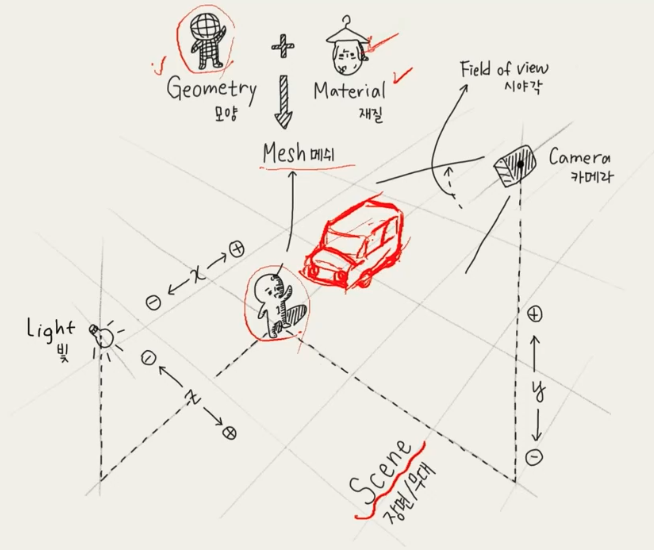 +
Geometry
모양
Material
재질
Mesh 메쉬
Field of view
시야각
Camera
카메라
- x +
Light
빛
- z +
+
y
-
Scene
장면/무대